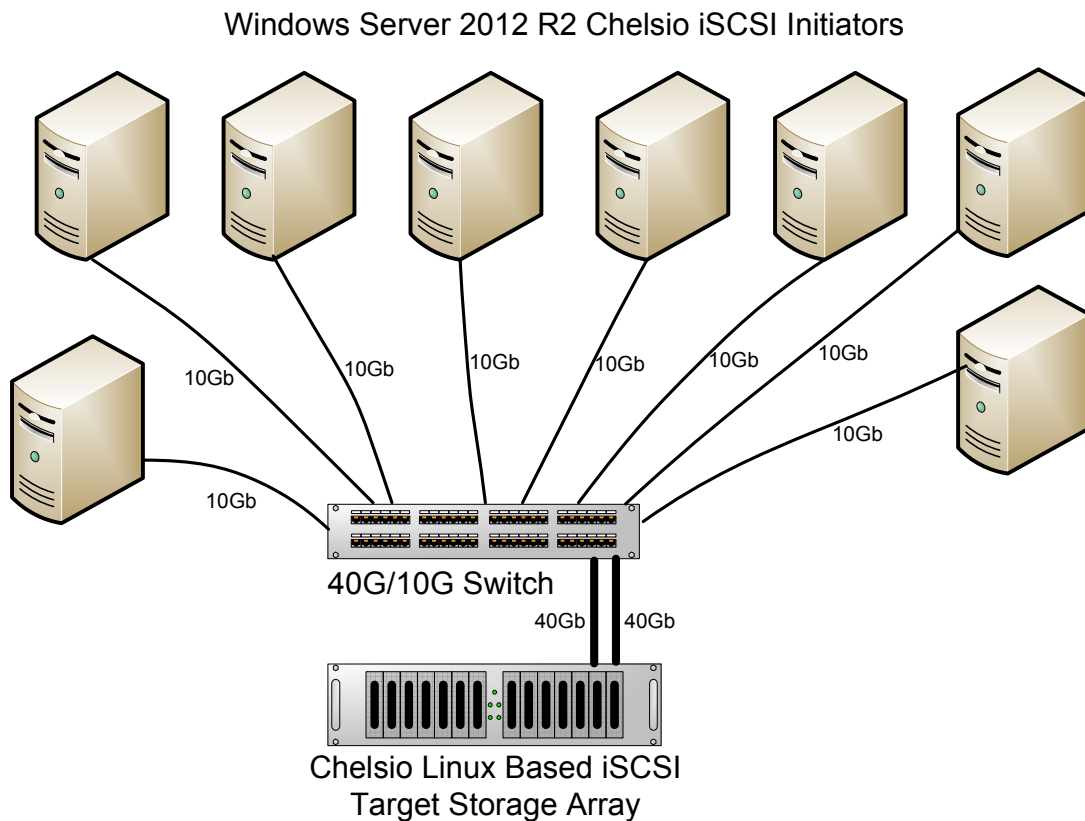 Windows Server 2012 R2 Chelsio iSCSI Initiators
10Gb
10Gb
10Gb
10Gb
10Gb
10Gb
10Gb
10Gb
40G/10G Switch
40Gb
40Gb
Chelsio Linux Based iSCSI
Target Storage Array